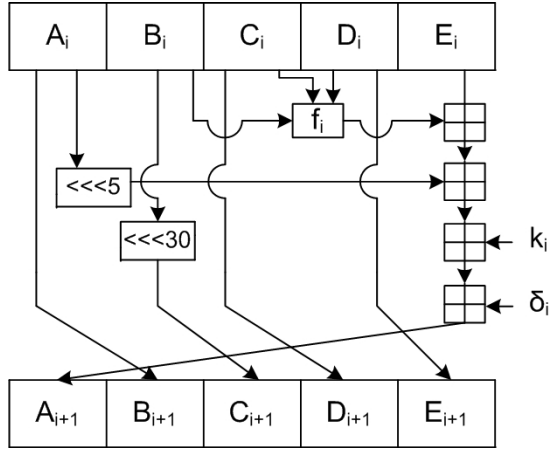 Aᵢ Bᵢ Cᵢ Dᵢ Eᵢ
fᵢ
<<<5
<<<30
kᵢ
δᵢ
Aᵢ₊₁ Bᵢ₊₁ Cᵢ₊₁ Dᵢ₊₁ Eᵢ₊₁